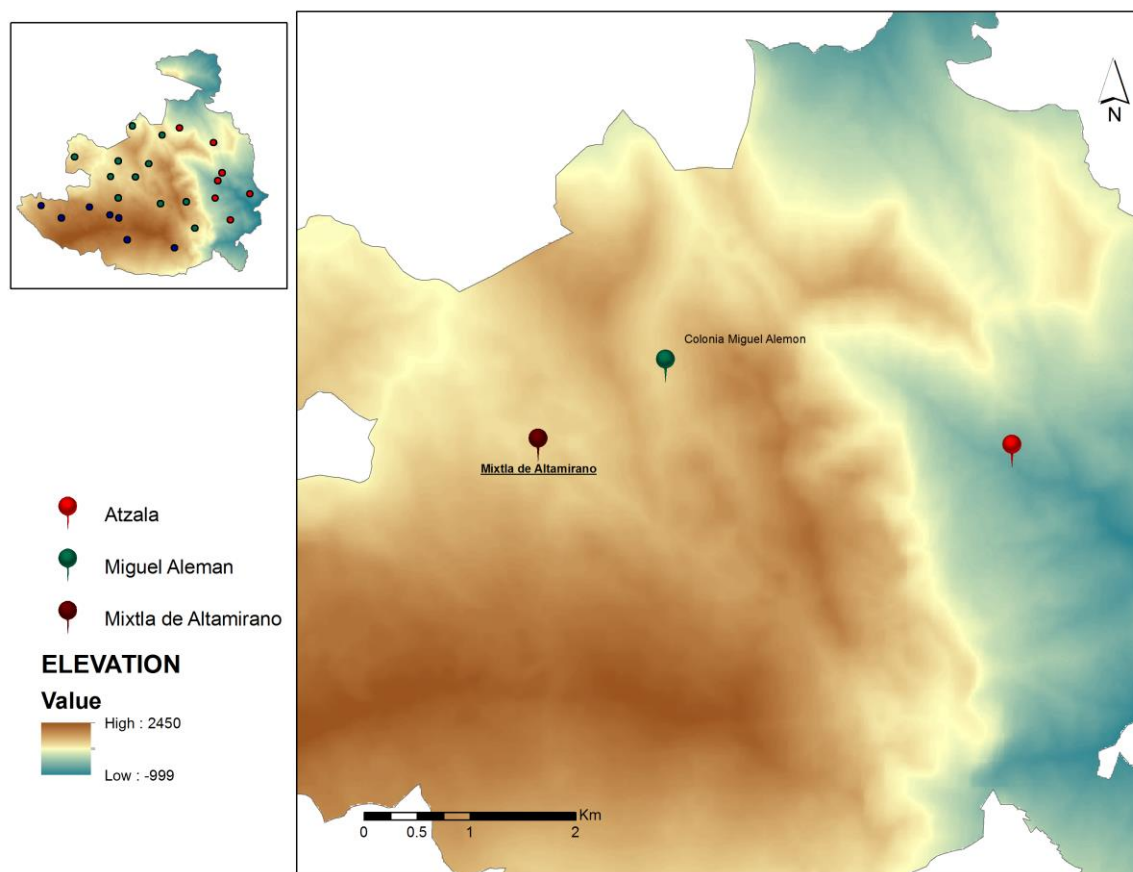 N
Colonia Miguel Alemon
Mixtla de Altamirano
Atzala
Miguel Aleman
Mixtla de Altamirano
ELEVATION
Value
High : 2450
Low : -999
Km
0 0.5 1 2